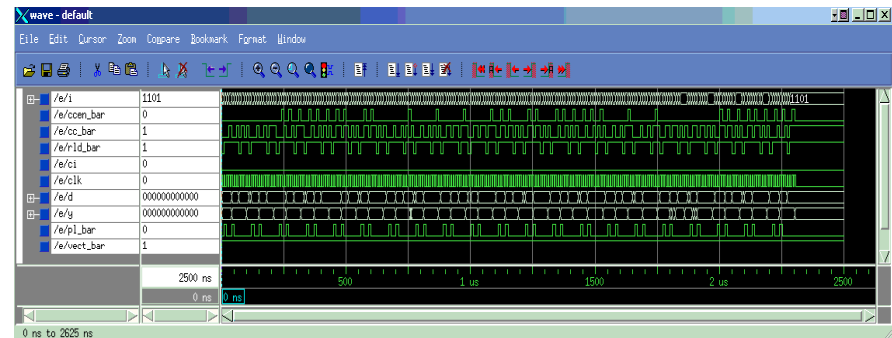 wave - default
File Edit Cursor Zoom Compare Bookmark Format Window
/e/i 1101 1101
/e/ccen_bar 0
/e/cc_bar 1
/e/rld_bar 1
/e/ci 0
/e/clk 0
/e/d 000000000000
/e/y 000000000000
/e/pl_bar 0
/e/vect_bar 1
2500 ns 500 1 us 1500 2 us 2500
0 ns 0 ns
0 ns to 2625 ns